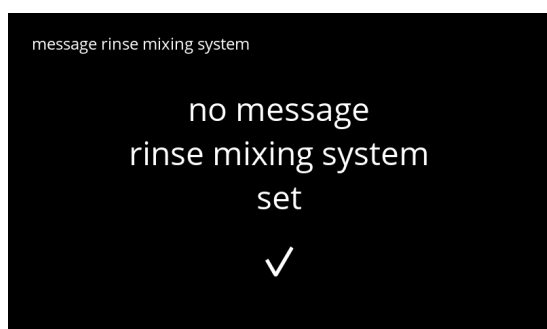 message rinse mixing system
no message
rinse mixing system
set